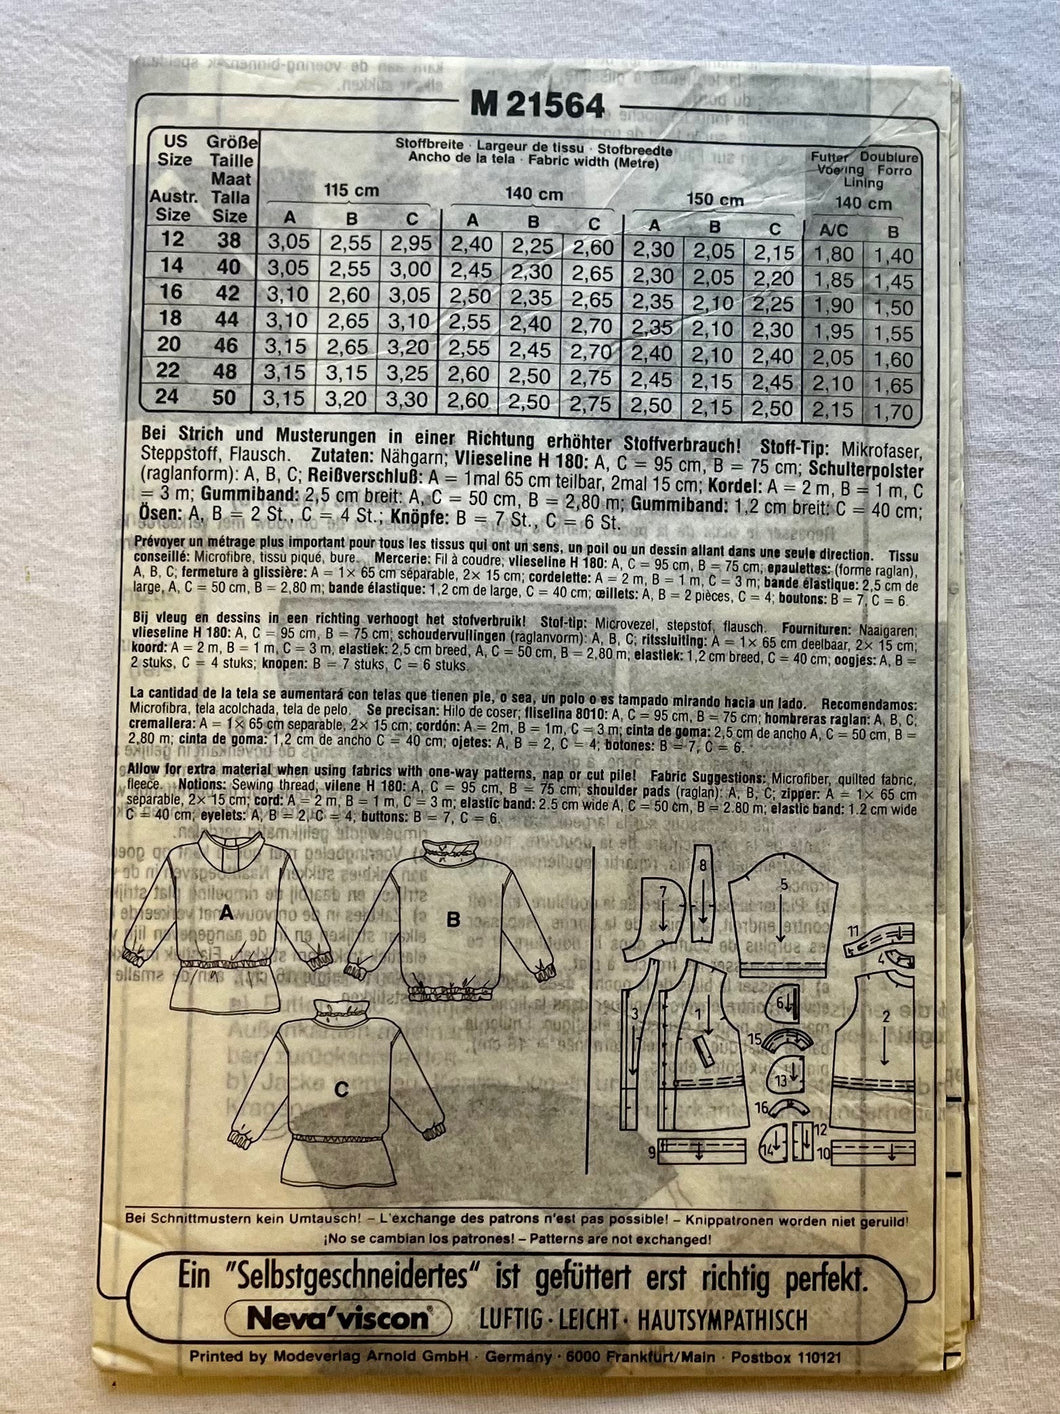 M 21564
US Size Größe Taille Maat Talla Size Austr. Size
Stoffbreite · Largeur de tissu · Stofbreedte
Ancho de la tela · Fabric width (Metre)
Futter Doublure
Voering Forro
Lining
115 cm 140 cm 150 cm 140 cm
A B C A B C A B C A/C B
12 38 3,05 2,55 2,95 2,40 2,25 2,60 2,30 2,05 2,15 1,80 1,40
14 40 3,05 2,55 3,00 2,45 2,30 2,65 2,30 2,05 2,20 1,85 1,45
16 42 3,10 2,60 3,05 2,50 2,35 2,65 2,35 2,10 2,25 1,90 1,50
18 44 3,10 2,65 3,10 2,55 2,40 2,70 2,35 2,10 2,30 1,95 1,55
20 46 3,15 2,65 3,20 2,55 2,45 2,70 2,40 2,10 2,40 2,05 1,60
22 48 3,15 3,15 3,25 2,60 2,50 2,75 2,45 2,15 2,45 2,10 1,65
24 50 3,15 3,20 3,30 2,60 2,50 2,75 2,50 2,15 2,50 2,15 1,70
Bei Strich und Musterungen in einer Richtung erhöhter Stoffverbrauch! Stoff-Tip: Mikrofaser,
Steppstoff, Flausch. Zutaten: Nähgarn; Vlieseline H 180: A, C = 95 cm, B = 75 cm; Schulterpolster
(raglanform): A, B, C; Reißverschluß: A = 1mal 65 cm teilbar, 2mal 15 cm; Kordel: A = 2 m, B = 1 m, C
= 3 m; Gummiband: 2,5 cm breit: A, C = 50 cm, B = 2,80 m; Gummiband: 1,2 cm breit: C = 40 cm;
Ösen: A, B = 2 St., C = 4 St.; Knöpfe: B = 7 St., C = 6 St.
Prévoyer un métrage plus important pour tous les tissus qui ont un sens, un poil ou un dessin allant dans une seule direction. Tissu
conseillé: Microfibre, tissu piqué, bure. Mercerie: Fil à coudre; vlieseline H 180: A, C = 95 cm, B = 75 cm; epaulettes: (forme raglan),
A, B, C; fermeture à glissière: A = 1× 65 cm séparable, 2× 15 cm; cordelette: A = 2 m, B = 1 m, C = 3 m; bande élastique: 2,5 cm de
large, A, C = 50 cm, B = 2,80 m; bande élastique: 1,2 cm de large, C = 40 cm; œillets: A, B = 2 pièces, C = 4; boutons: B = 7, C = 6.
Bij vleug en dessins in een richting verhoogt het stofverbruik! Stof-tip: Microvezel, stepstof, flausch. Fournituren: Naaigaren;
vlieseline H 180: A, C = 95 cm, B = 75 cm; schoudervullingen (raglanvorm): A, B, C; ritssluiting: A = 1× 65 cm deelbaar, 2× 15 cm;
koord: A = 2 m, B = 1 m, C = 3 m, elastiek: 2,5 cm breed, A, C = 50 cm, B = 2,80 m; elastiek: 1,2 cm breed, C = 40 cm; oogjes: A, B =
2 stuks, C = 4 stuks; knopen: B = 7 stuks, C = 6 stuks.
La cantidad de la tela se aumentará con telas que tienen ple, o sea, un polo o es tampado mirando hacia un lado. Recomendamos:
Microfibra, tela acolchada, tela de pelo. Se precisan: Hilo de coser; fliselina 8010: A, C = 95 cm, B = 75 cm; hombreras raglan: A, B, C,
cremallera: A = 1× 65 cm separable, 2× 15 cm; cordón: A = 2m, B = 1m, C = 3 m; cinta de goma: 2,5 cm de ancho A, C = 50 cm, B =
2,80 m; cinta de goma: 1,2 cm de ancho C = 40 cm; ojetes: A, B = 2, C = 4; botones: B = 7, C = 6.
Allow for extra material when using fabrics with one-way patterns, nap or cut pile! Fabric Suggestions: Microfiber, quilted fabric,
fleece. Notions: Sewing thread; vilene H 180: A, C = 95 cm, B = 75 cm; shoulder pads (raglan): A, B, C; zipper: A = 1× 65 cm
separable, 2× 15 cm; cord: A = 2 m, B = 1 m, C = 3 m; elastic band: 2.5 cm wide A, C = 50 cm, B = 2.80 m; elastic band: 1.2 cm wide
C = 40 cm; eyelets: A, B = 2, C = 4; buttons: B = 7, C = 6.
A
B
C
8
7
5
11
4
3
1
6
2
15
13
16
9
14
12
10
Bei Schnittmustern kein Umtausch! – L'exchange des patrons n'est pas possible! – Knippatronen worden niet geruild!
¡No se cambian los patrones! – Patterns are not exchanged!
Ein "Selbstgeschneidertes" ist gefüttert erst richtig perfekt.
Neva'viscon® LUFTIG · LEICHT · HAUTSYMPATHISCH
Printed by Modeverlag Arnold GmbH · Germany · 6000 Frankfurt/Main · Postbox 110121